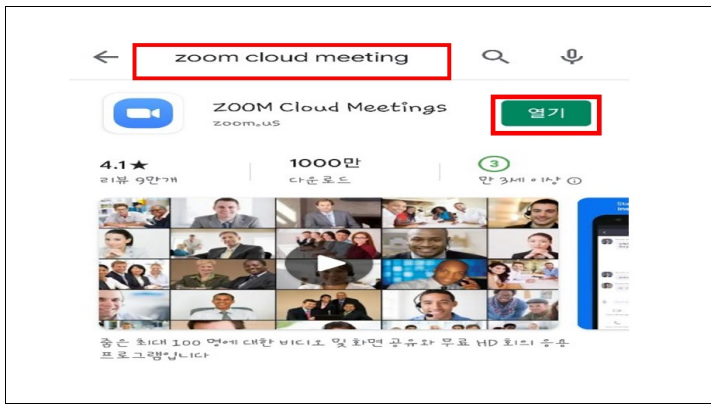 zoom cloud meeting
ZOOM Cloud Meetings
zoom.us
열기
4.1★
리뷰 9만개
1000만
다운로드
3
만 3세 이상
줌은 최대 100 명에 대한 비디오 및 화면 공유와 무료 HD 회의 응용
프로그램입니다